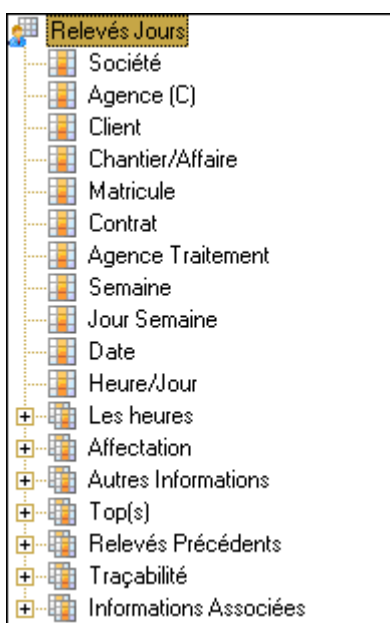 Relevés Jours
Société
Agence (C)
Client
Chantier/Affaire
Matricule
Contrat
Agence Traitement
Semaine
Jour Semaine
Date
Heure/Jour
Les heures
Affectation
Autres Informations
Top(s)
Relevés Précédents
Traçabilité
Informations Associées